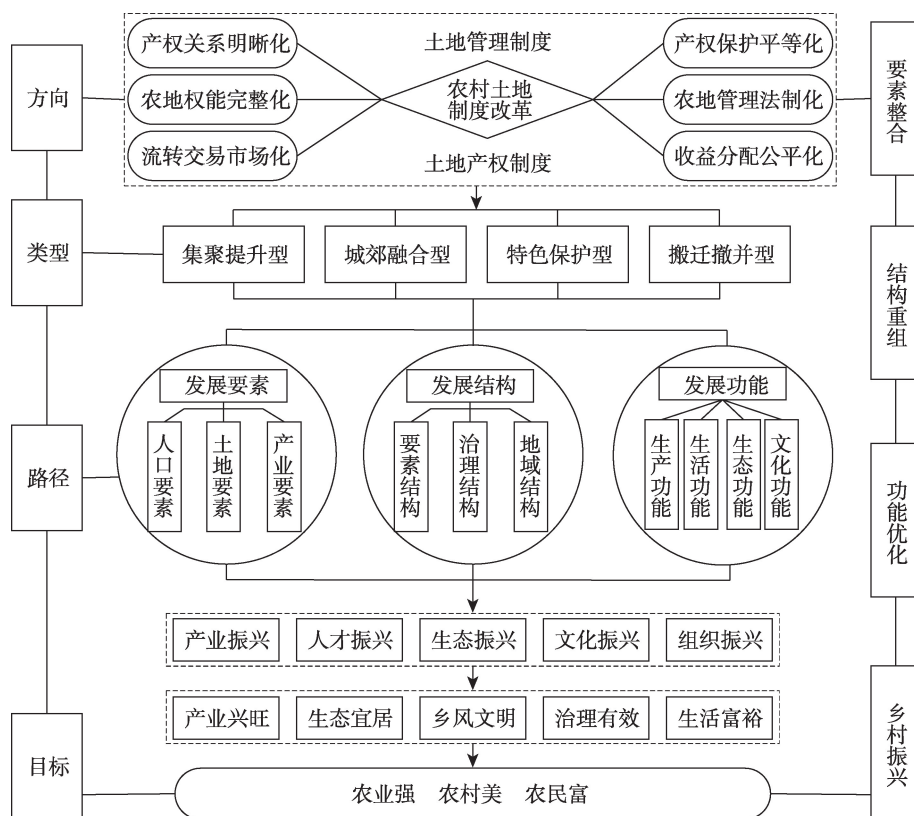 方向
产权关系明晰化
农地权能完整化
流转交易市场化
土地管理制度
农村土地
制度改革
土地产权制度
产权保护平等化
农地管理法制化
收益分配公平化
要素整合
类型
集聚提升型
城郊融合型
特色保护型
搬迁撤并型
结构重组
路径
发展要素
人口要素
土地要素
产业要素
发展结构
要素结构
治理结构
地域结构
发展功能
生产功能
生活功能
生态功能
文化功能
功能优化
产业振兴
人才振兴
生态振兴
文化振兴
组织振兴
产业兴旺
生态宜居
乡风文明
治理有效
生活富裕
目标
农业强 农村美 农民富
乡村振兴